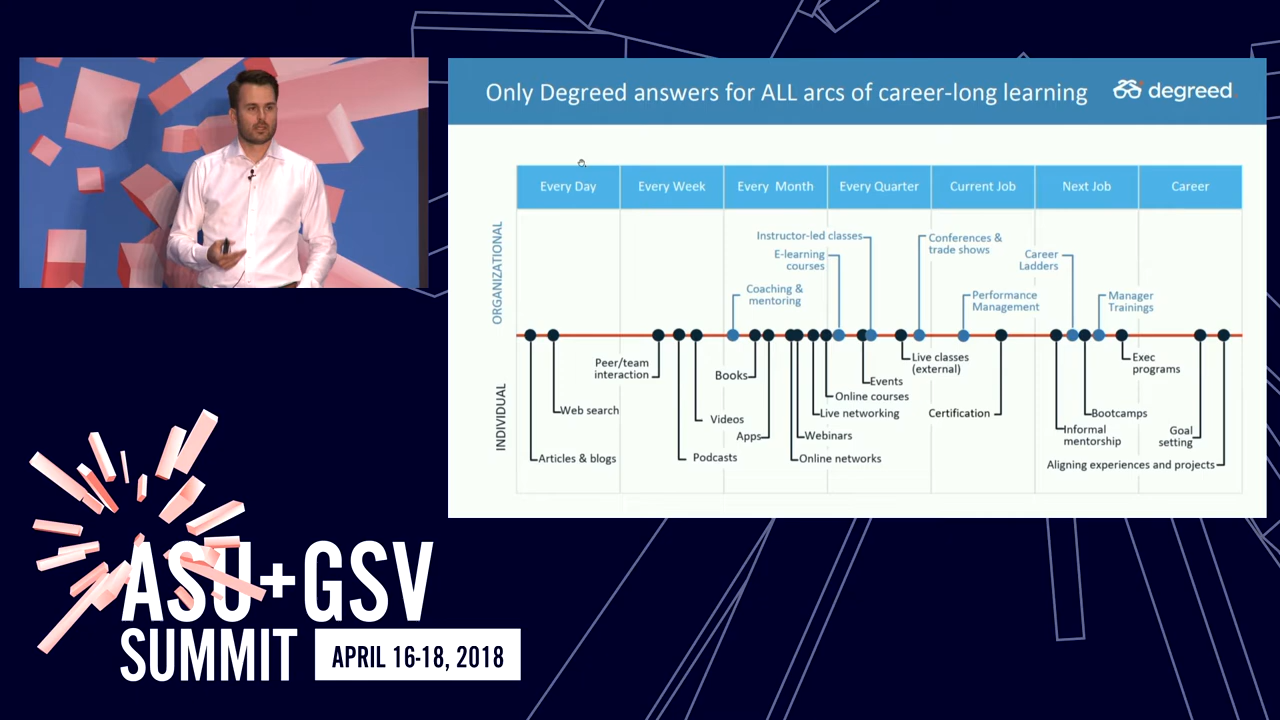 Only Degreed answers for ALL arcs of career-long learning
degreed
Every Day
Every Week
Every Month
Every Quarter
Current Job
Next Job
Career
ORGANIZATIONAL
Instructor-led classes
E-learning
courses
Coaching &
mentoring
Conferences &
trade shows
Performance
Management
Career
Ladders
Manager
Trainings
INDIVIDUAL
Articles & blogs
Web search
Peer/team
interaction
Podcasts
Videos
Books
Apps
Online networks
Webinars
Live networking
Online courses
Events
Live classes
(external)
Certification
Informal
mentorship
Bootcamps
Exec
programs
Goal
setting
Aligning experiences and projects
ASU+GSV
SUMMIT
APRIL 16-18, 2018